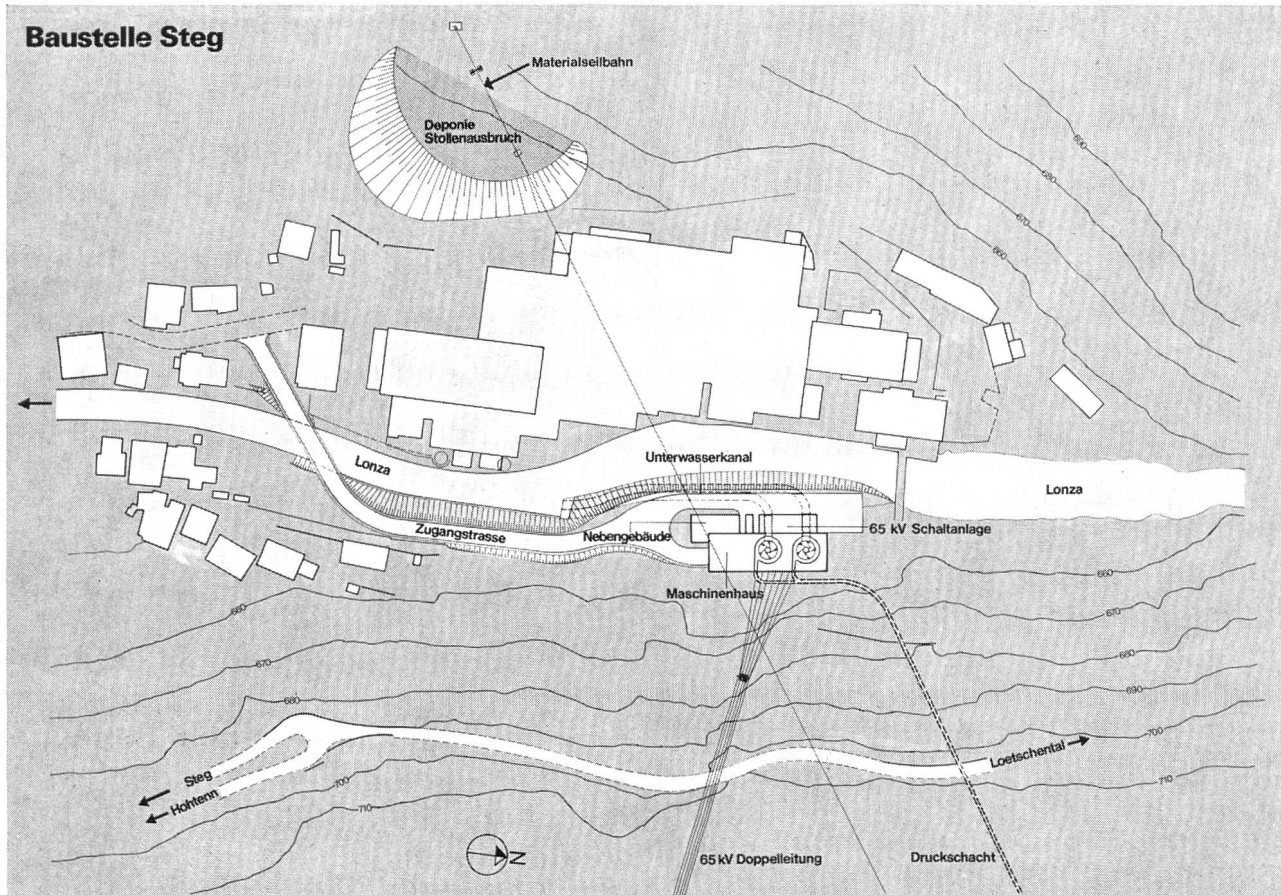 Baustelle Steg
Materialseilbahn
Deponie
Stollenausbruch
690
680
670
660
Lonza
Unterwasserkanal
Lonza
Zugangstrasse
Nebengebäude
65 kV Schaltanlage
Maschinenhaus
660
660
670
670
680
680
690
700
Loetschental
Steg
Hohtenn
700
710
710
N
65 kV Doppelleitung
Druckschacht